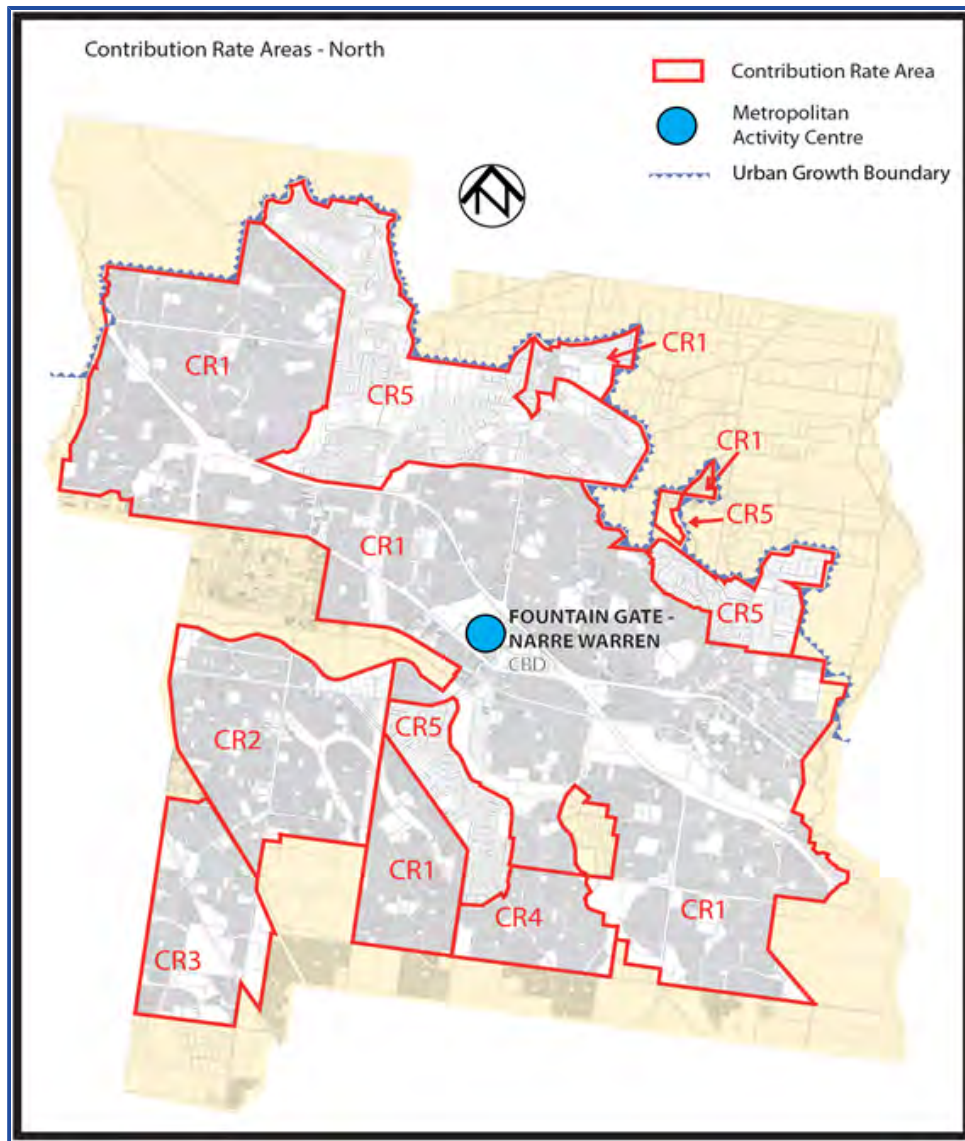 Contribution Rate Areas - North
Contribution Rate Area
Metropolitan
Activity Centre
Urban Growth Boundary
N
CR1
CR1
CR5
CR1
CR5
CR1
CR5
FOUNTAIN GATE -
NARRE WARREN
CBD
CR5
CR2
CR1
CR4
CR1
CR3